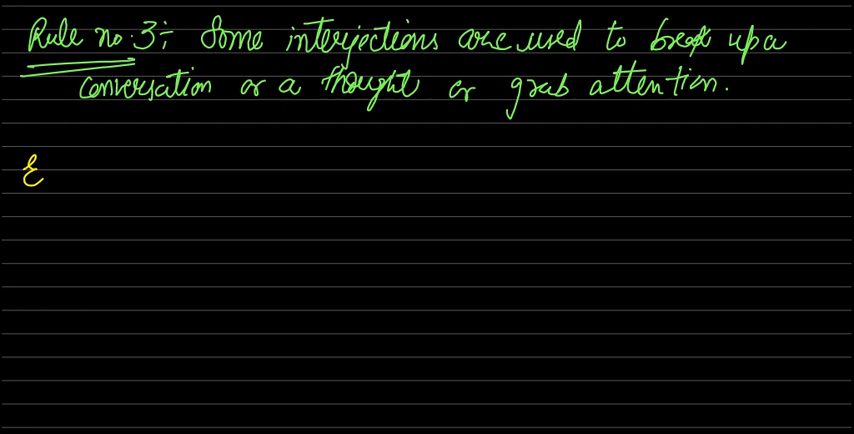 Rule no. 3:- Some interjections are used to break up a
conversation or a thought or grab attention.
E